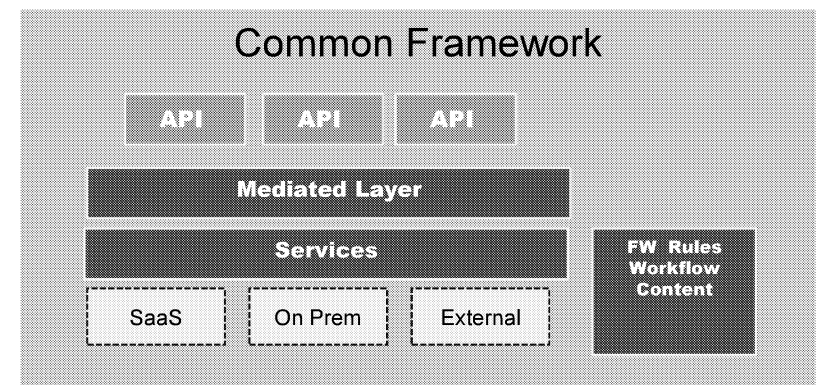 Common Framework
API API API
Mediated Layer
Services
FW Rules
Workflow
Content
SaaS On Prem External